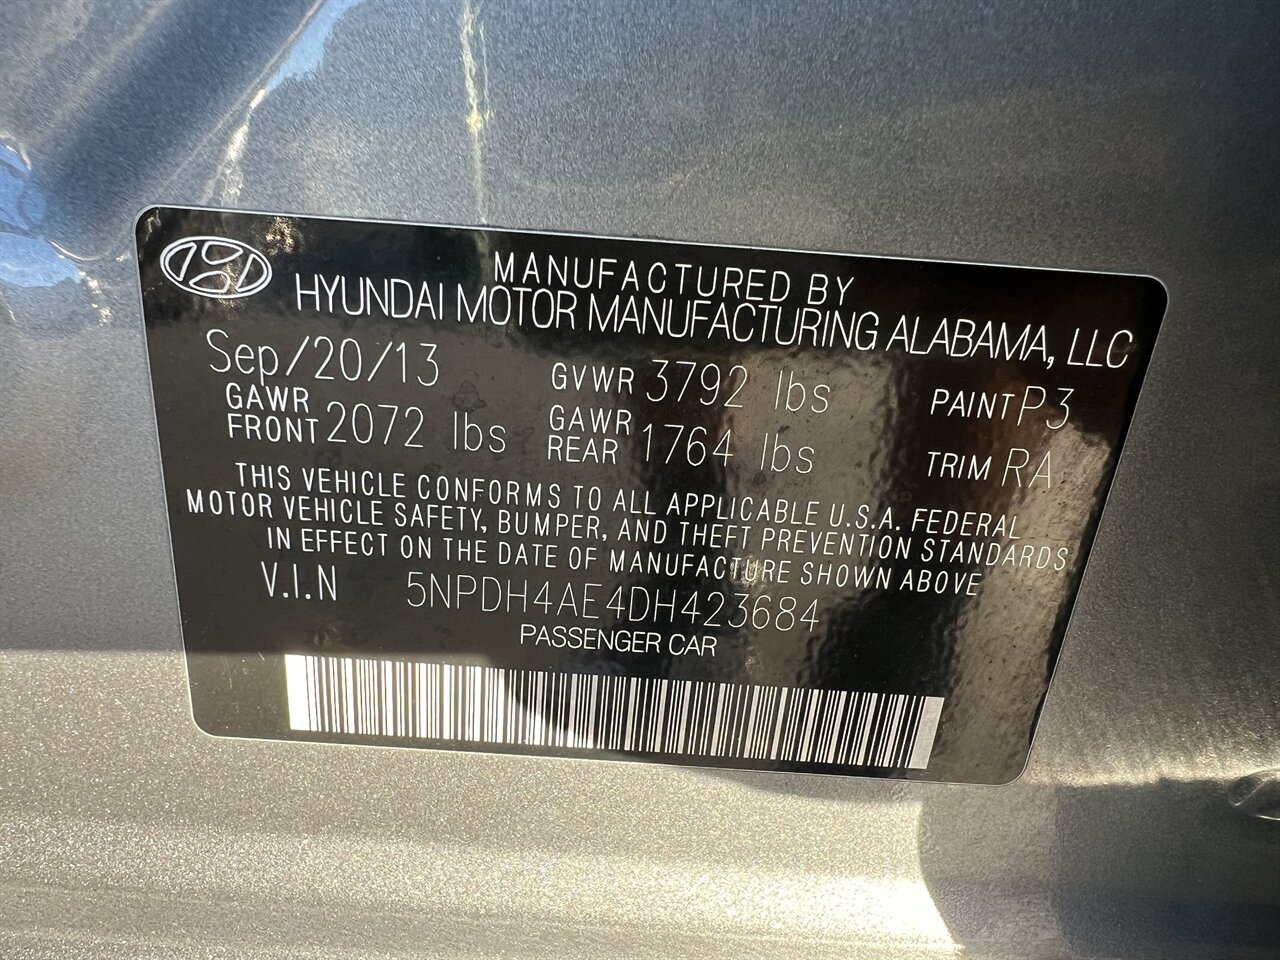 MANUFACTURED BY
HYUNDAI MOTOR MANUFACTURING ALABAMA, LLC
Sep/20/13 GVWR 3792 lbs PAINT P3
GAWR FRONT 2072 lbs GAWR REAR 1764 lbs TRIM RA
THIS VEHICLE CONFORMS TO ALL APPLICABLE U.S.A. FEDERAL
MOTOR VEHICLE SAFETY, BUMPER, AND THEFT PREVENTION STANDARDS
IN EFFECT ON THE DATE OF MANUFACTURE SHOWN ABOVE
V.I.N 5NPDH4AE4DH423684
PASSENGER CAR